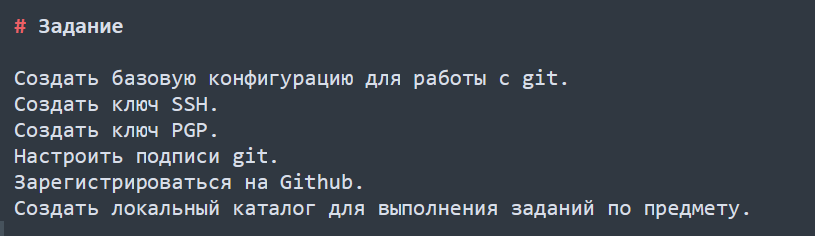 # Задание
Создать базовую конфигурацию для работы с git.
Создать ключ SSH.
Создать ключ PGP.
Настроить подписи git.
Зарегистрироваться на Github.
Создать локальный каталог для выполнения заданий по предмету.